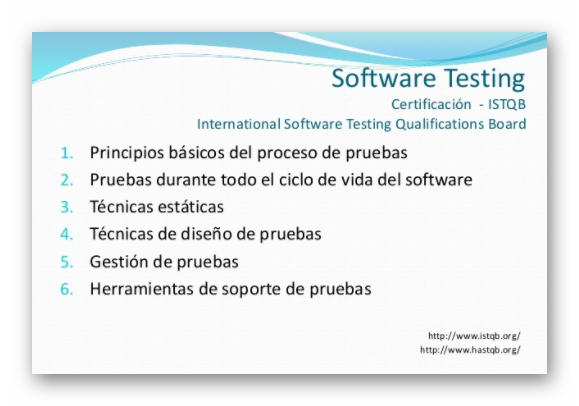 Software Testing
Certificación - ISTQB
International Software Testing Qualifications Board
1. Principios básicos del proceso de pruebas
2. Pruebas durante todo el ciclo de vida del software
3. Técnicas estáticas
4. Técnicas de diseño de pruebas
5. Gestión de pruebas
6. Herramientas de soporte de pruebas
http://www.istqb.org/
http://www.hastqb.org/